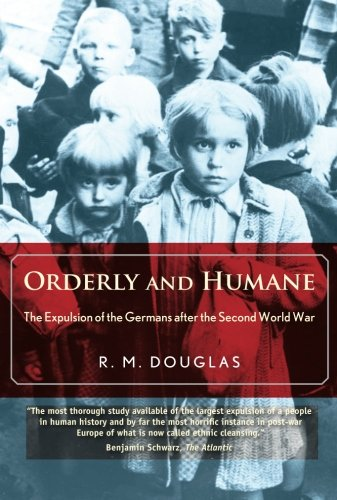 ORDERLY AND HUMANE
The Expulsion of the Germans after the Second World War
R. M. DOUGLAS
"The most thorough study available of the largest expulsion of a people
in human history and by far the most horrific instance in post-war
Europe of what is now called ethnic cleansing."
Benjamin Schwarz, The Atlantic